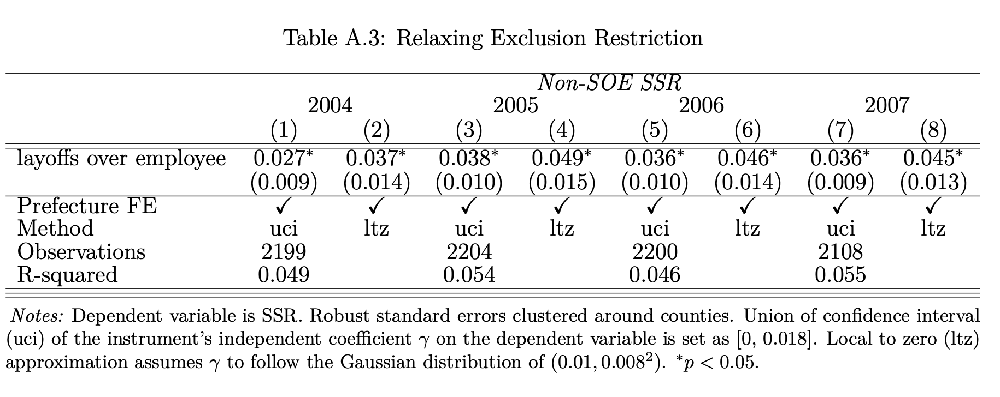 Table A.3: Relaxing Exclusion Restriction
Non-SOE SSR
2004 2005 2006 2007
(1) (2) (3) (4) (5) (6) (7) (8)
layoffs over employee 0.027* 0.037* 0.038* 0.049* 0.036* 0.046* 0.036* 0.045*
(0.009) (0.014) (0.010) (0.015) (0.010) (0.014) (0.009) (0.013)
Prefecture FE ✓ ✓ ✓ ✓ ✓ ✓ ✓ ✓
Method uci ltz uci ltz uci ltz uci ltz
Observations 2199 2204 2200 2108
R-squared 0.049 0.054 0.046 0.055
Notes: Dependent variable is SSR. Robust standard errors clustered around counties. Union of confidence interval
(uci) of the instrument's independent coefficient γ on the dependent variable is set as [0, 0.018]. Local to zero (ltz)
approximation assumes γ to follow the Gaussian distribution of (0.01, 0.008²). *p < 0.05.